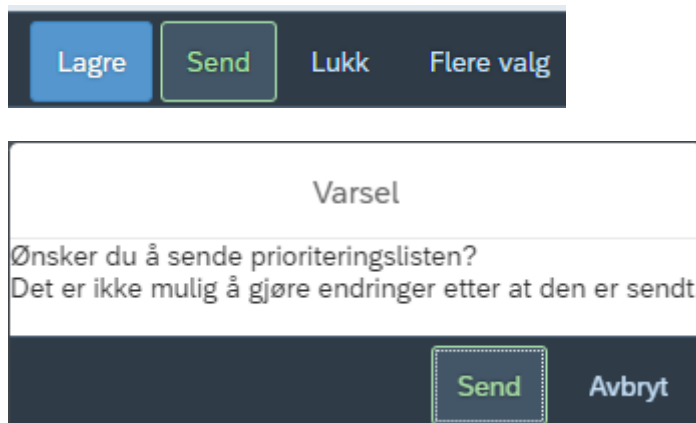 Lagre Send Lukk Flere valg
Varsel
Ønsker du å sende prioriteringslisten?
Det er ikke mulig å gjøre endringer etter at den er sendt
Send Avbryt